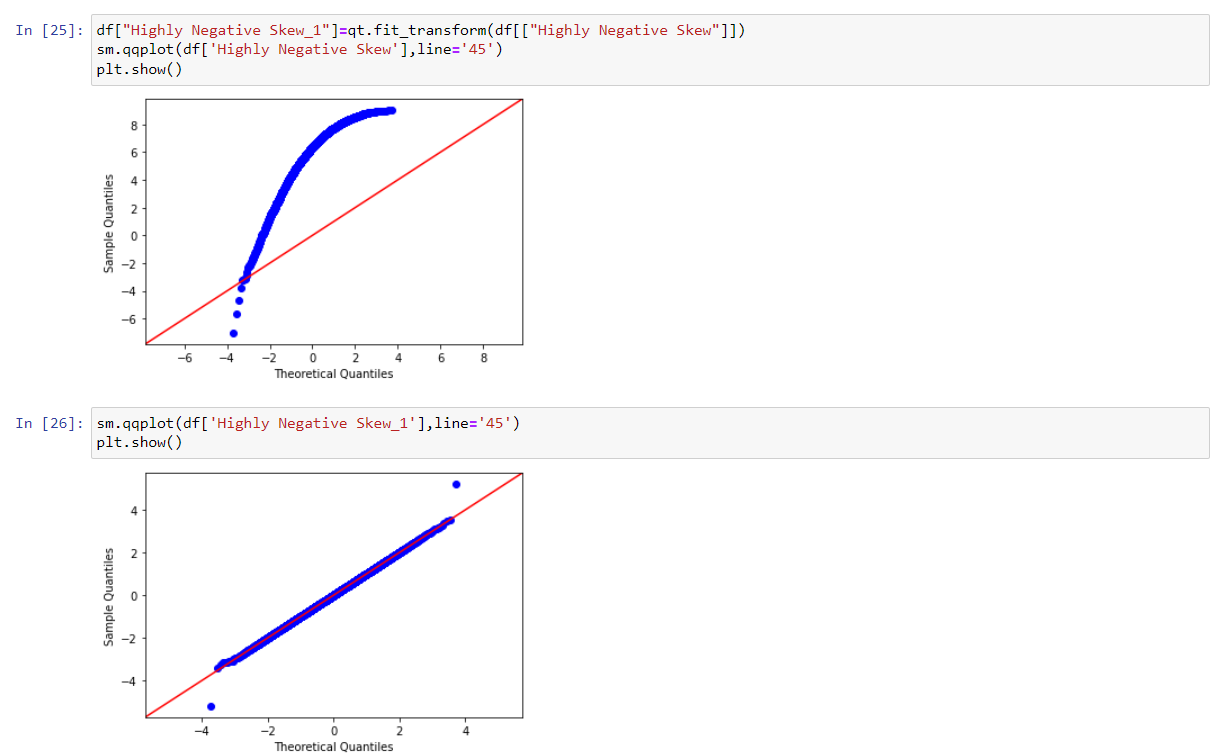 In [25]: df["Highly Negative Skew_1"]=qt.fit_transform(df[["Highly Negative Skew"]])
sm.qqplot(df['Highly Negative Skew'],line='45')
plt.show()
8
6
4
2
0
−2
−4
−6
Sample Quantiles
−6 −4 −2 0 2 4 6 8
Theoretical Quantiles
In [26]: sm.qqplot(df['Highly Negative Skew_1'],line='45')
plt.show()
4
2
0
−2
−4
Sample Quantiles
−4 −2 0 2 4
Theoretical Quantiles